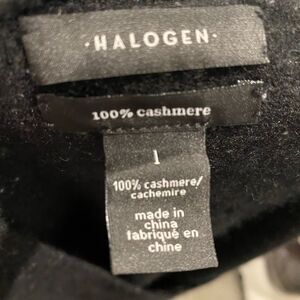 ·HALOGEN·
100% cashmere
l
100% cashmere/
cachemire
made in
china
fabriqué en
chine